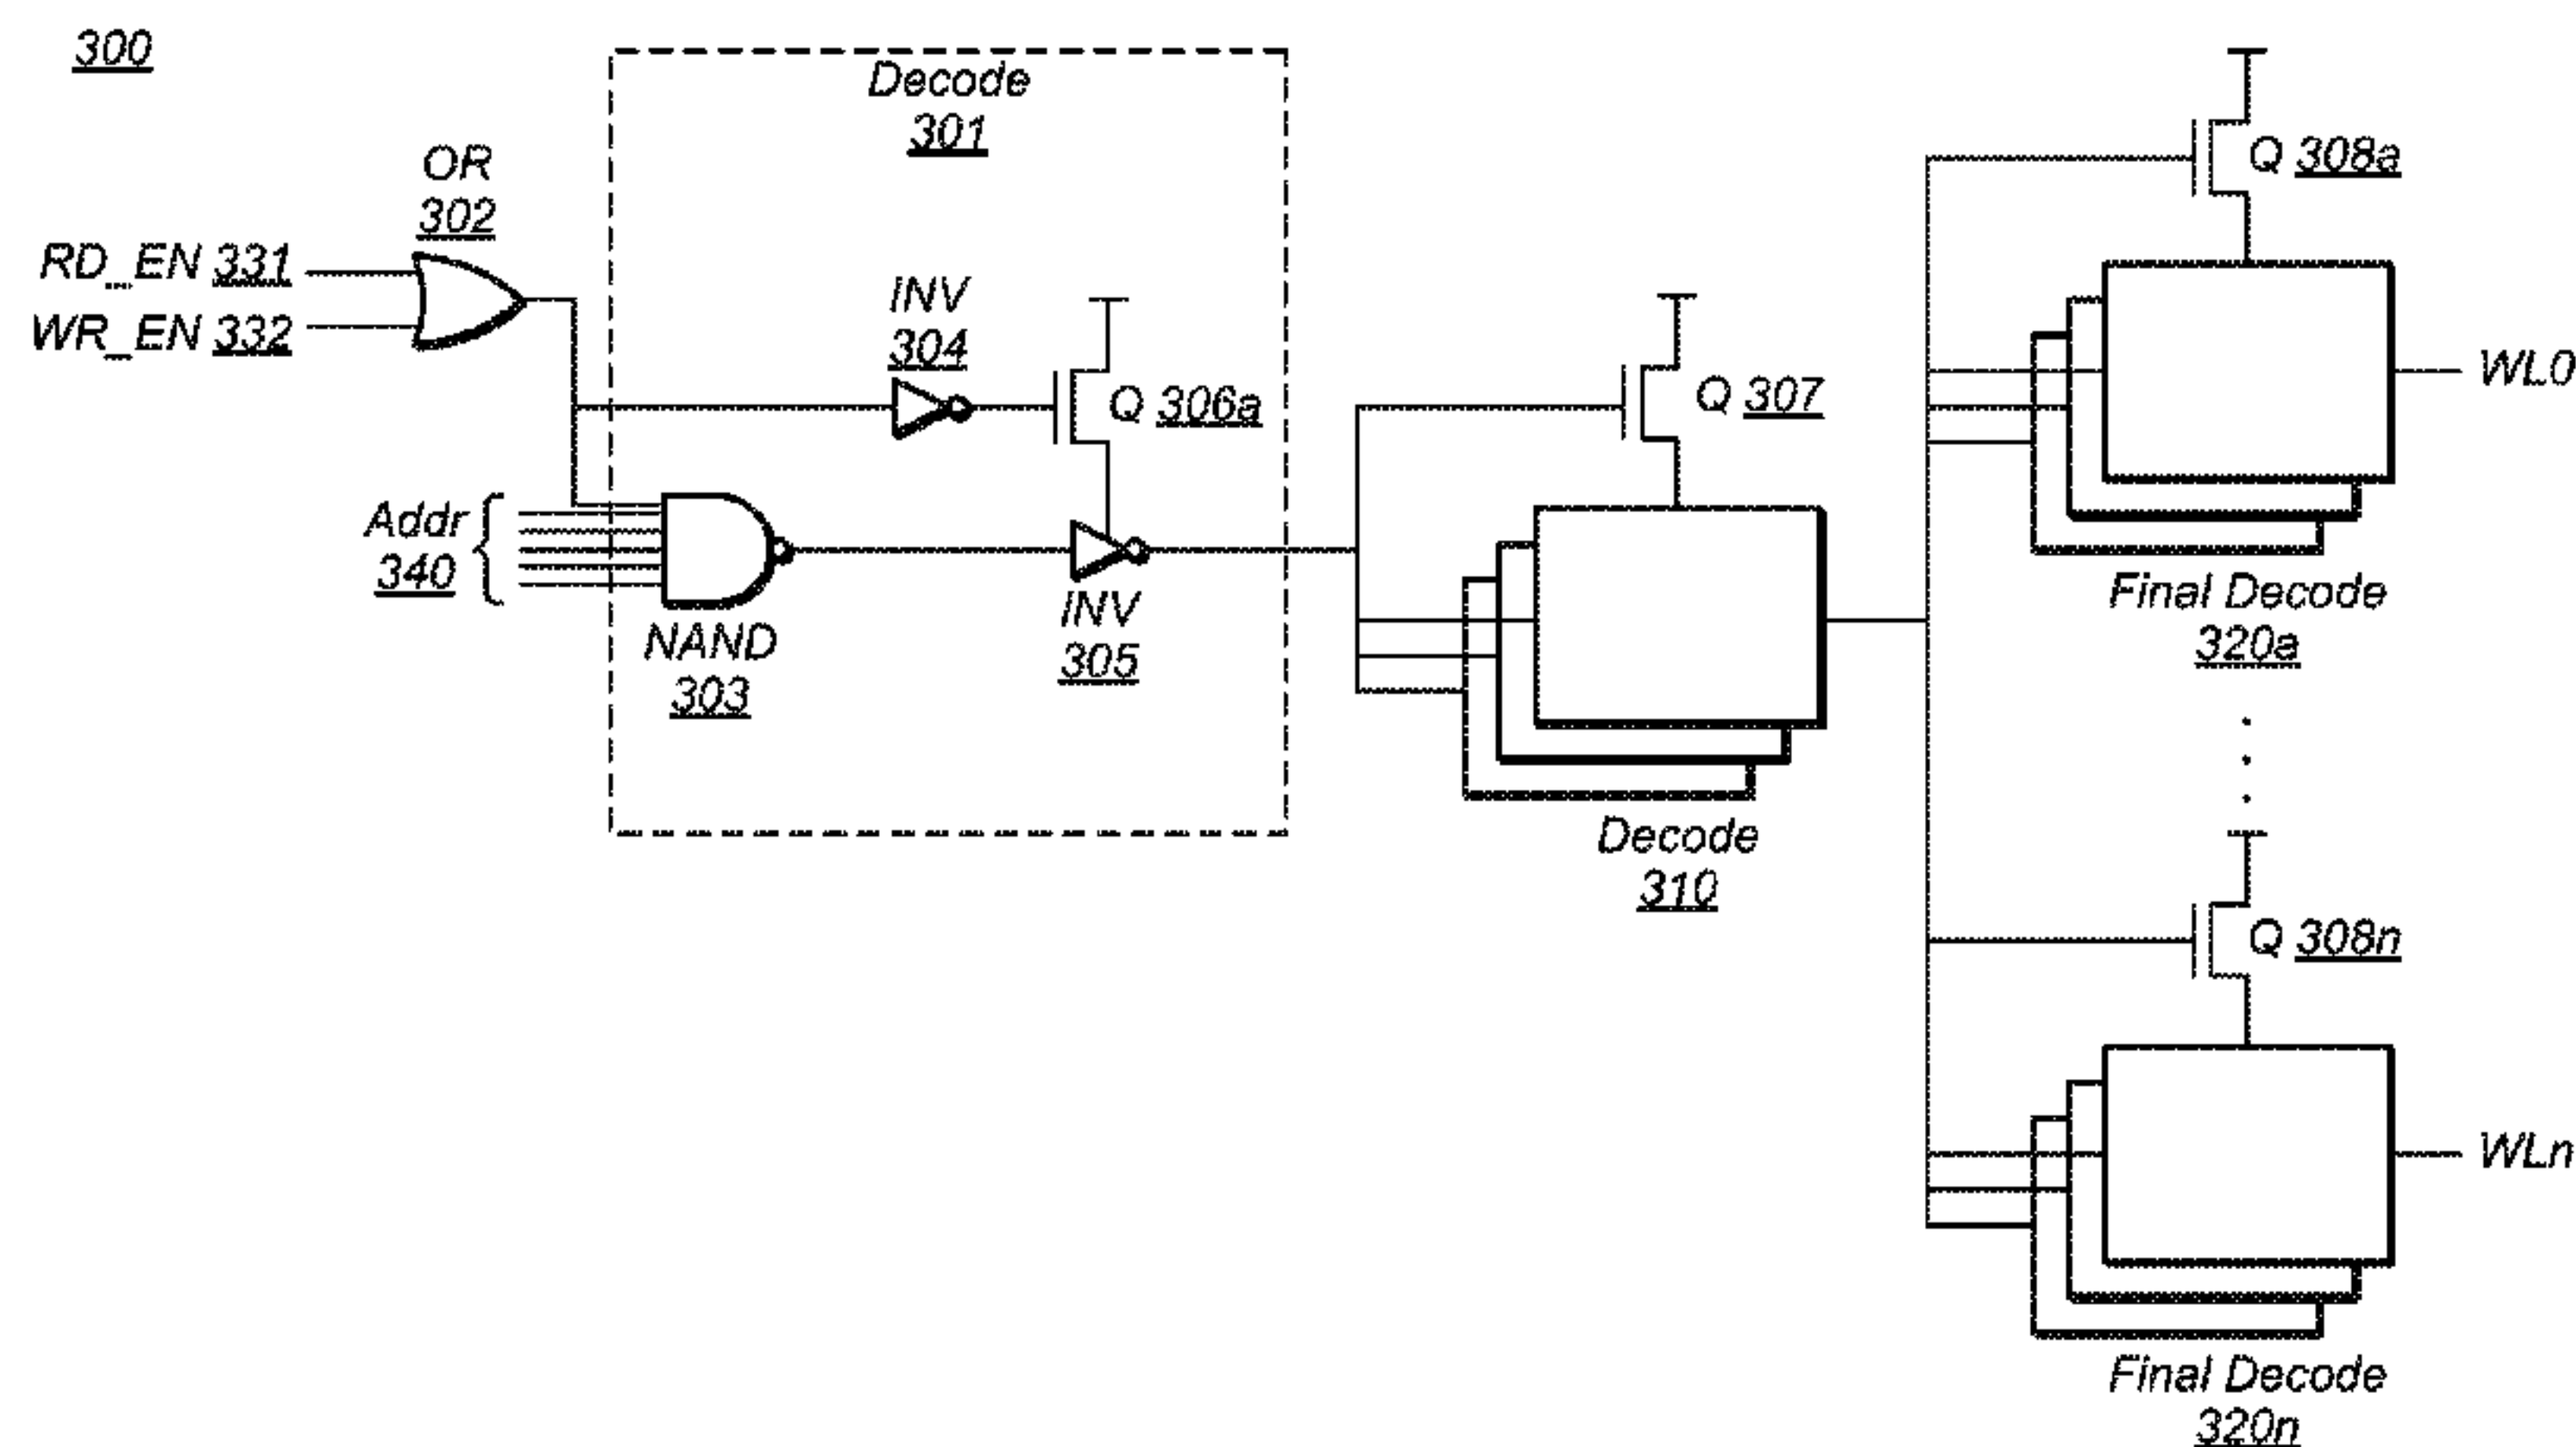 300
Decode
301
OR
302
RD_EN 331
WR_EN 332
INV
304
Q 306a
Addr
340
NAND
303
INV
305
Q 307
Decode
310
Q 308a
WL0
Final Decode
320a
Q 308n
WLn
Final Decode
320n